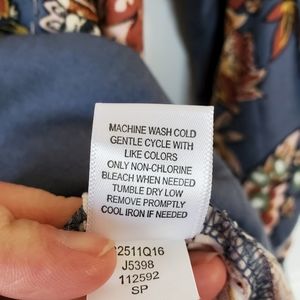 MACHINE WASH COLD
GENTLE CYCLE WITH
LIKE COLORS
ONLY NON-CHLORINE
BLEACH WHEN NEEDED
TUMBLE DRY LOW
REMOVE PROMPTLY
COOL IRON IF NEEDED
2511Q16
J5398
112592
SP